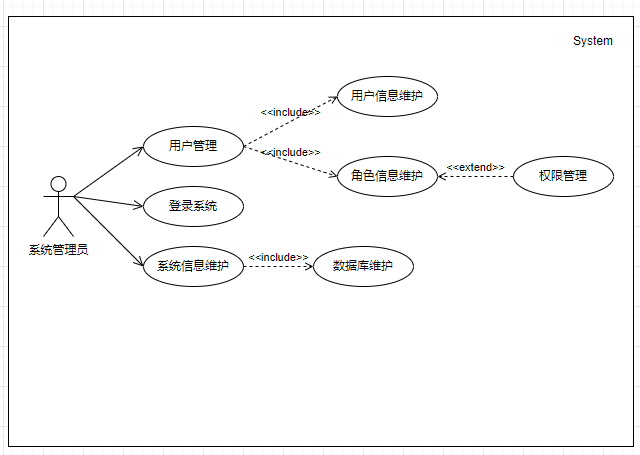 System
用户信息维护
<<include>>
用户管理
<<include>>
角色信息维护
<<extend>>
权限管理
登录系统
系统管理员
系统信息维护
<<include>>
数据库维护